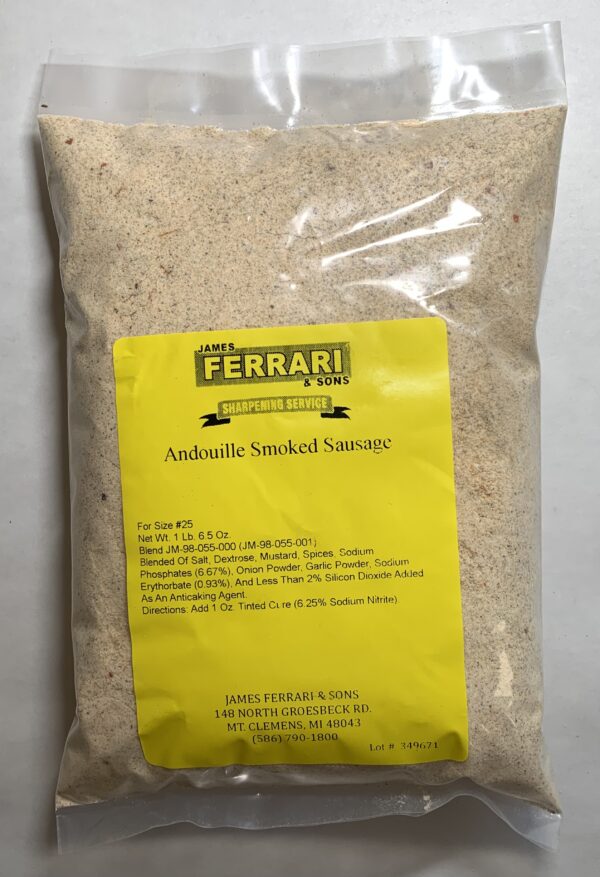 JAMES
FERRARI
& SONS
SHARPENING SERVICE
Andouille Smoked Sausage
For Size #25
Net Wt. 1 Lb. 6.5 Oz.
Blend JM-98-055-000 (JM-98-055-001)
Blended Of Salt, Dextrose, Mustard, Spices, Sodium
Phosphates (6.67%), Onion Powder, Garlic Powder, Sodium
Erythorbate (0.93%), And Less Than 2% Silicon Dioxide Added
As An Anticaking Agent.
Directions: Add 1 Oz. Tinted Cure (6.25% Sodium Nitrite)
JAMES FERRARI & SONS
148 NORTH GROESBECK RD.
MT. CLEMENS, MI 48043
(586) 790-1800
Lot # 349671